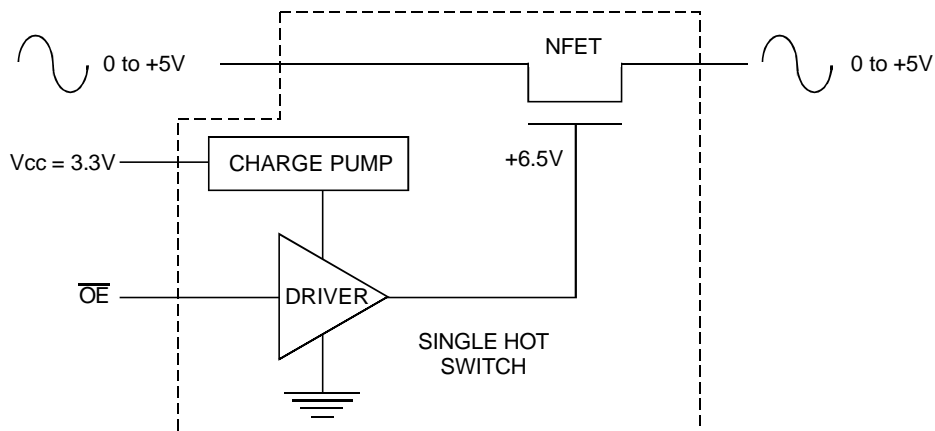 NFET
0 to +5V
0 to +5V
Vcc = 3.3V
CHARGE PUMP
+6.5V
OE
DRIVER
SINGLE HOT
SWITCH